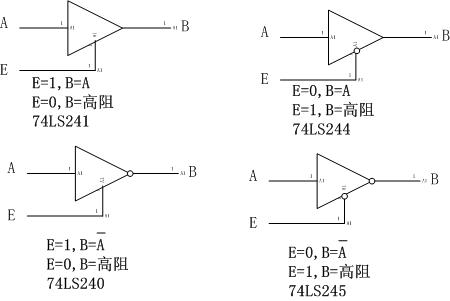 A B
E
E=1,B=A
E=0,B=高阻
74LS241
A B
E
E=0,B=A
E=1,B=高阻
74LS244
A B
E
E=1,B=A̅
E=0,B=高阻
74LS240
A B
E
E=0,B=A̅
E=1,B=高阻
74LS245